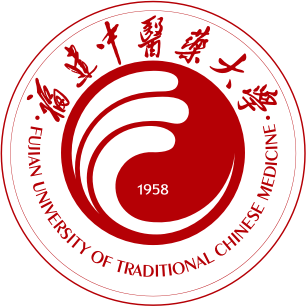 福建中醫藥大學
1958
FUJIAN UNIVERSITY OF TRADITIONAL CHINESE MEDICINE